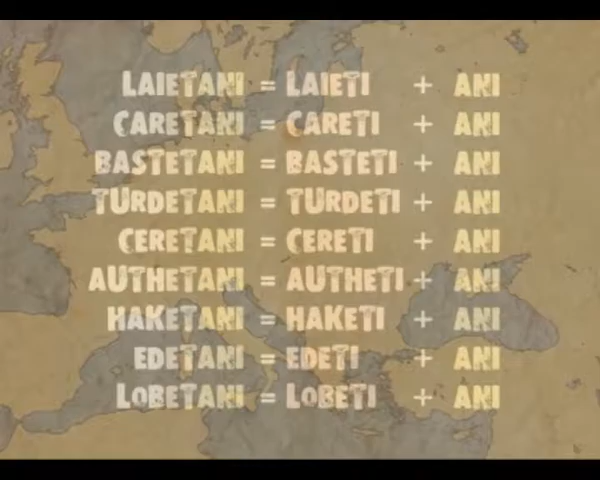 LAIETANI = LAIETI + ANI
CARETANI = CARETI + ANI
BASTETANI = BASTETI + ANI
TURDETANI = TURDETI + ANI
CERETANI = CERETI + ANI
AUTHETANI = AUTHETI + ANI
HAKETANI = HAKETI + ANI
EDETANI = EDETI + ANI
LOBETANI = LOBETI + ANI